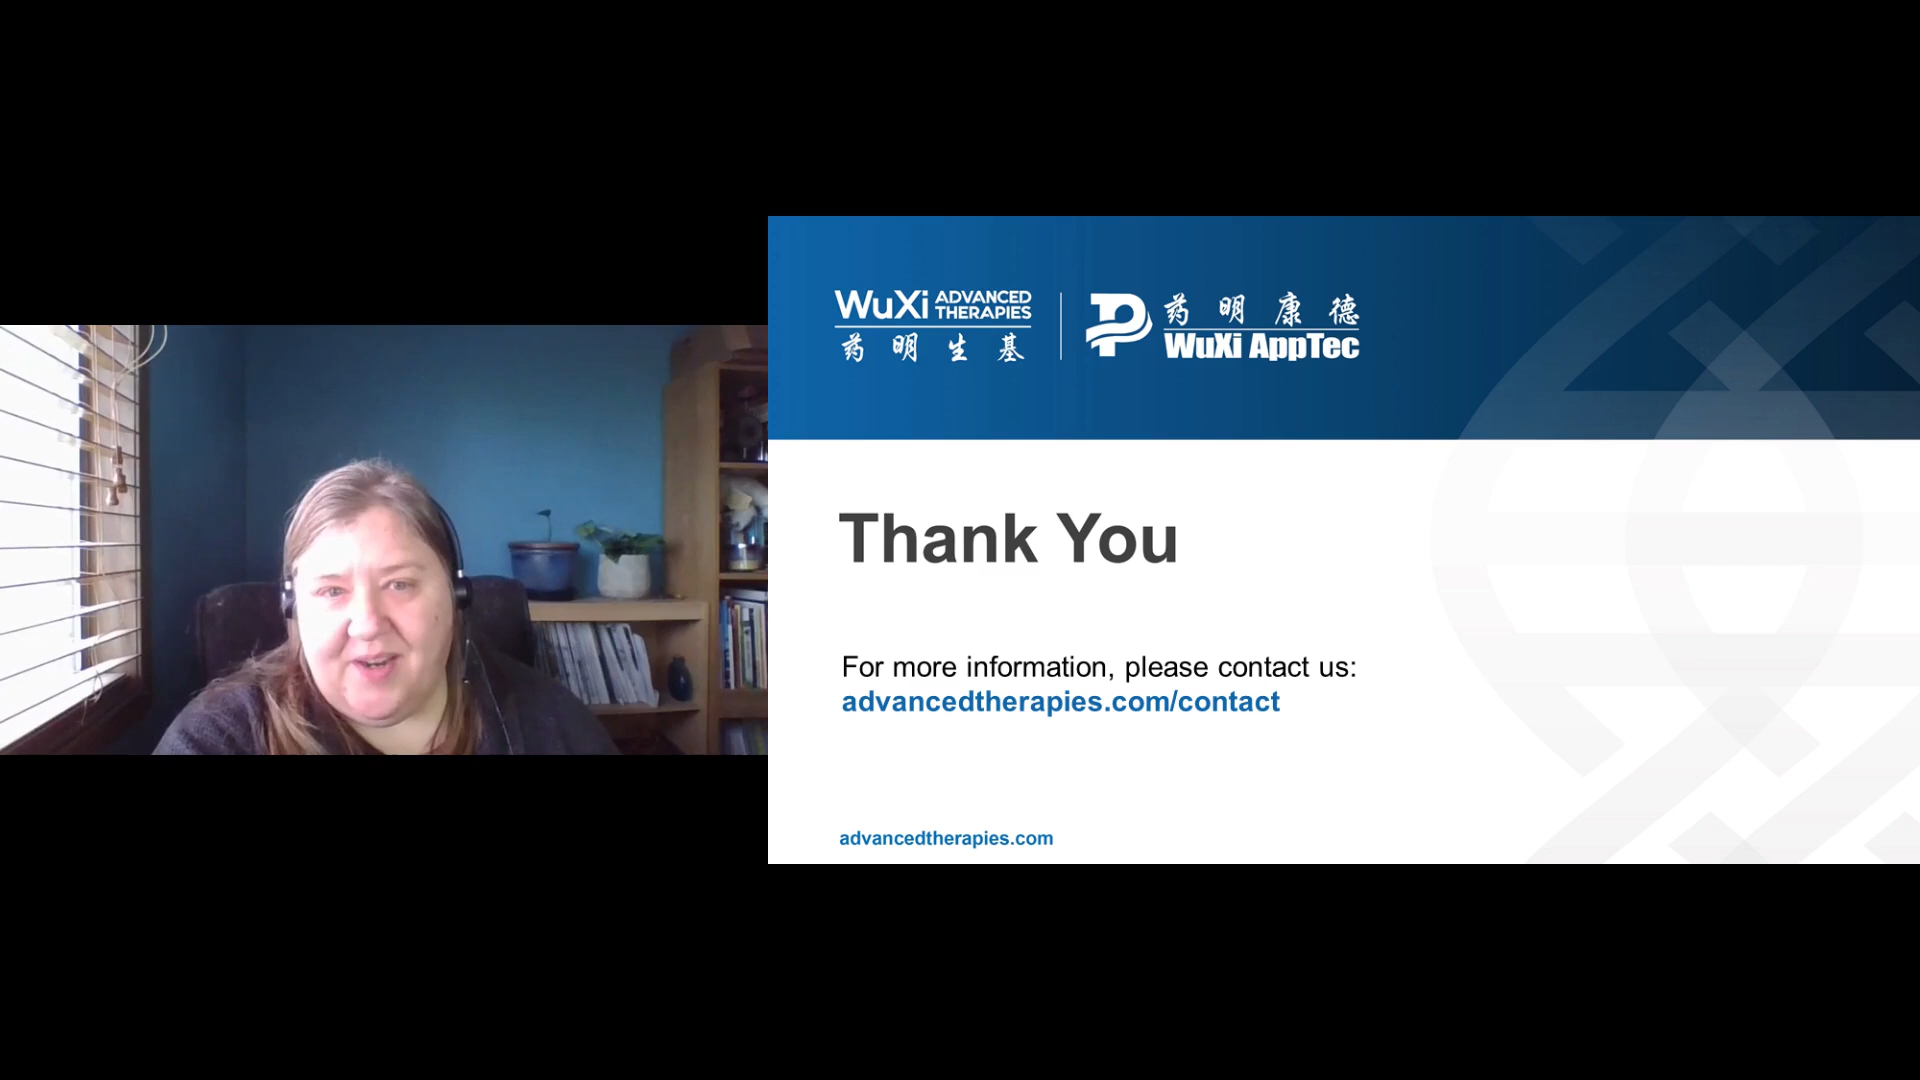 WuXi ADVANCED THERAPIES
药明生基
药明康德
WuXi AppTec
Thank You
For more information, please contact us:
advancedtherapies.com/contact
advancedtherapies.com